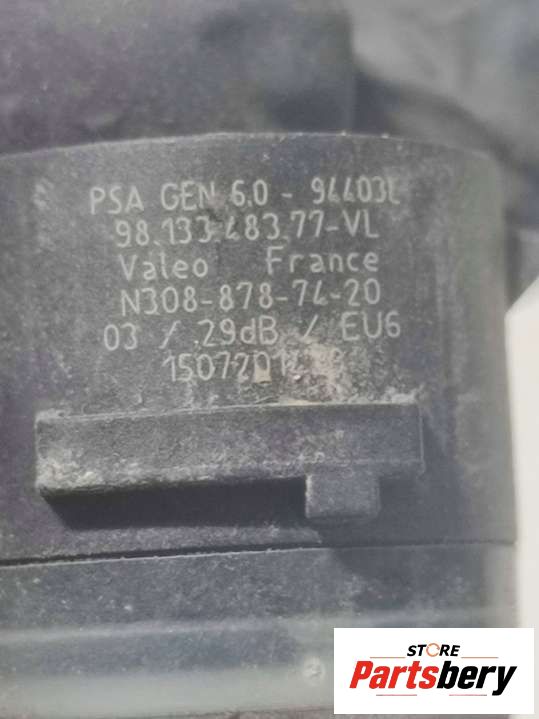 PSA GEN 6.0 - 94403L
98.133.483.77-VL
Valeo France
N308-878-74-20
03 / .29dB / EU6
STORE
Partsbery